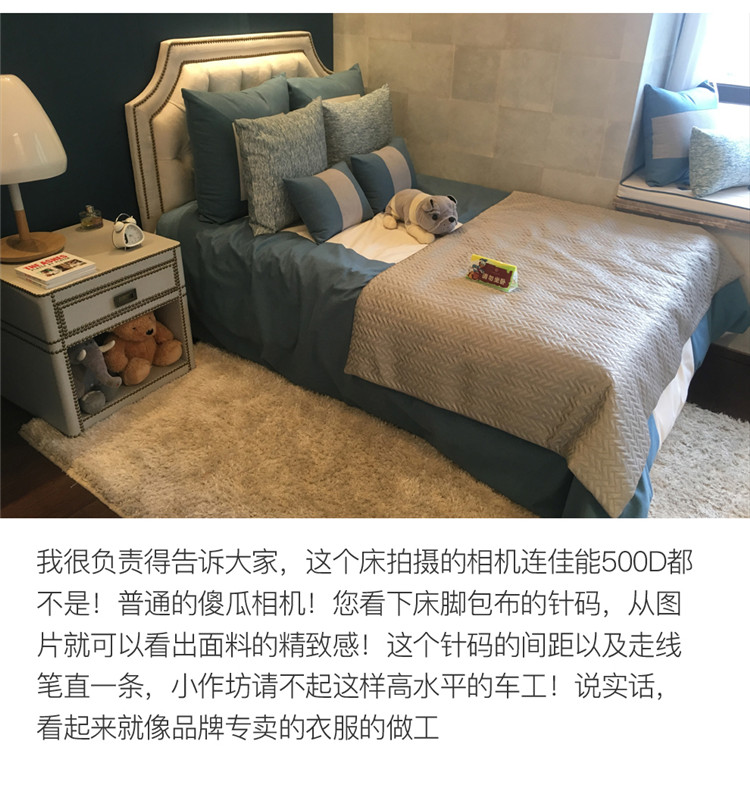 我很负责得告诉大家，这个床拍摄的相机连佳能500D都
不是！普通的傻瓜相机！您看下床脚包布的针码，从图
片就可以看出面料的精致感！这个针码的间距以及走线
笔直一条，小作坊请不起这样高水平的车工！说实话，
看起来就像品牌专卖的衣服的做工